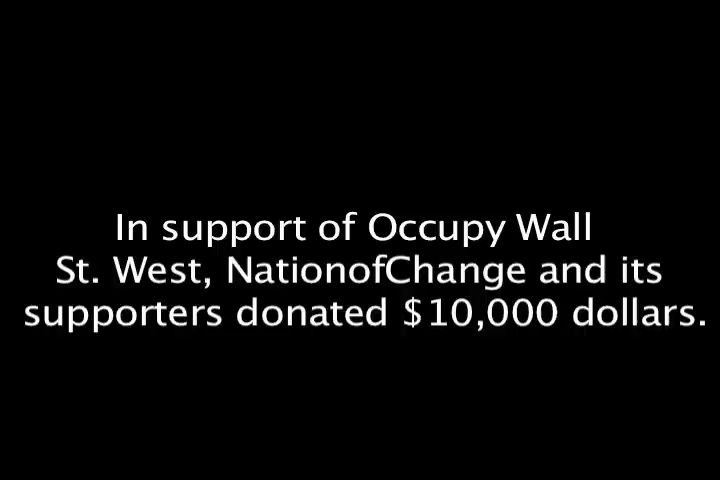 In support of Occupy Wall
St. West, NationofChange and its
supporters donated $10,000 dollars.